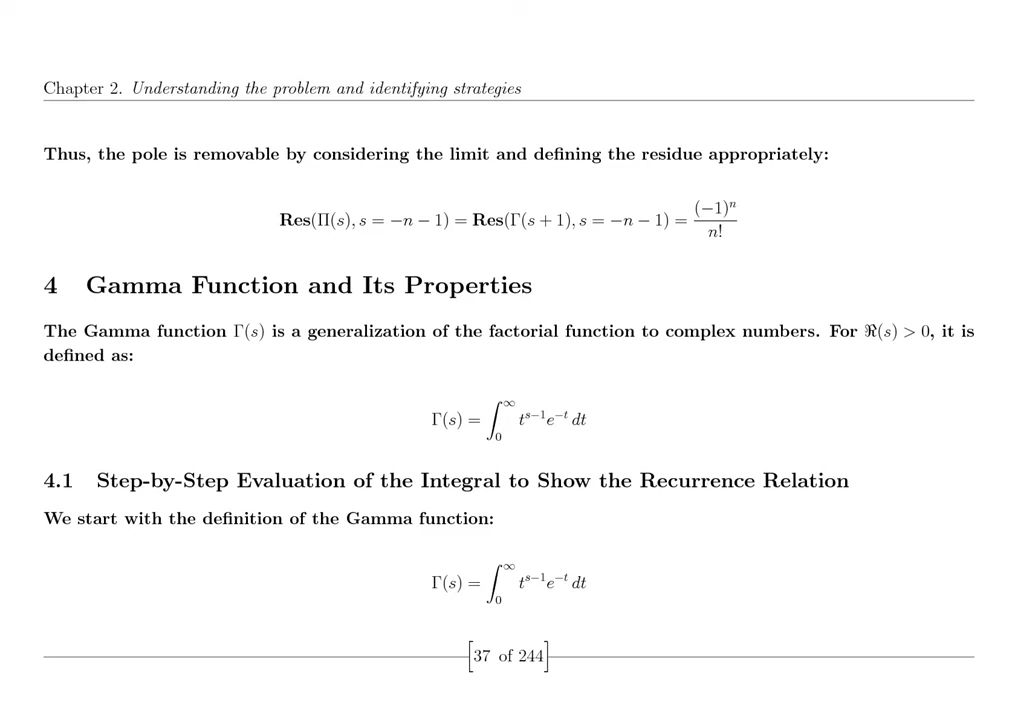 Chapter 2. Understanding the problem and identifying strategies
Thus, the pole is removable by considering the limit and defining the residue appropriately:
Res(Π(s), s = −n − 1) = Res(Γ(s + 1), s = −n − 1) = (−1)^n / n!
4 Gamma Function and Its Properties
The Gamma function Γ(s) is a generalization of the factorial function to complex numbers. For ℜ(s) > 0, it is
defined as:
Γ(s) = ∫_0^∞ t^{s−1} e^{−t} dt
4.1 Step-by-Step Evaluation of the Integral to Show the Recurrence Relation
We start with the definition of the Gamma function:
Γ(s) = ∫_0^∞ t^{s−1} e^{−t} dt
[37 of 244]